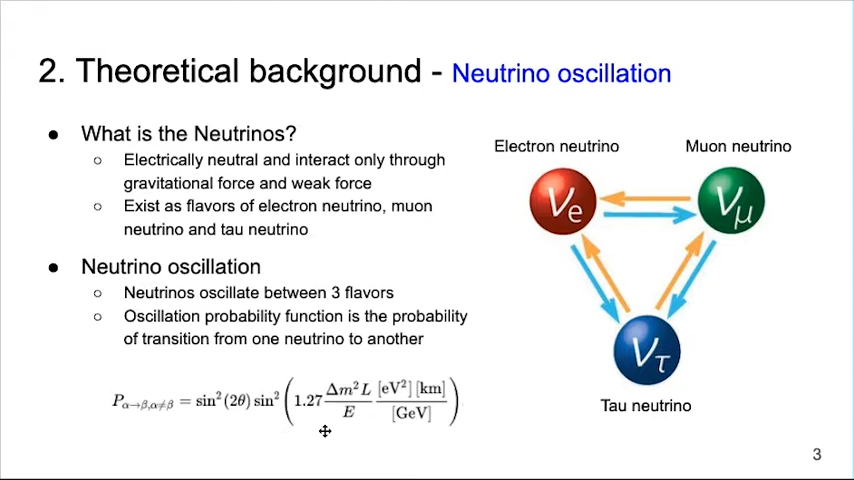 2. Theoretical background - Neutrino oscillation
● What is the Neutrinos?
○ Electrically neutral and interact only through
gravitational force and weak force
○ Exist as flavors of electron neutrino, muon
neutrino and tau neutrino
● Neutrino oscillation
○ Neutrinos oscillate between 3 flavors
○ Oscillation probability function is the probability
of transition from one neutrino to another
P_{α→β,α≠β} = sin²(2θ) sin² (1.27 Δm²L/E [eV²][km]/[GeV])
Electron neutrino Muon neutrino
νe νμ
ντ
Tau neutrino
3